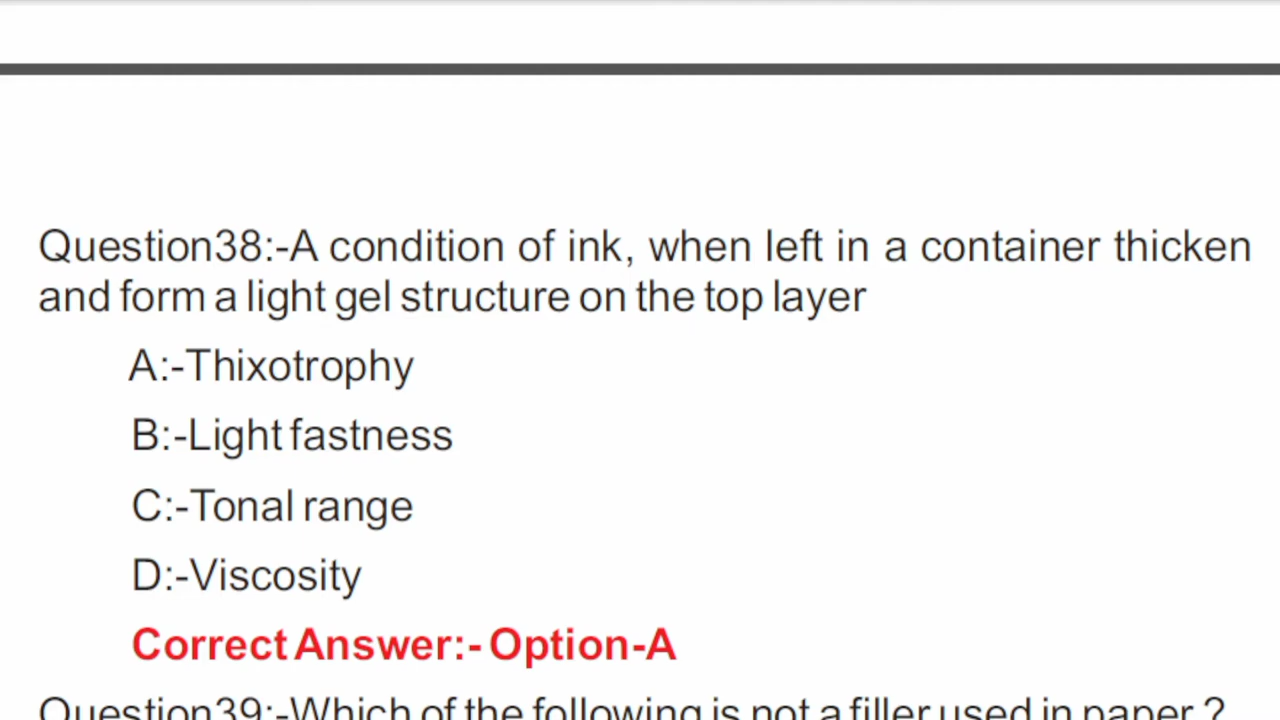 Question38:-A condition of ink, when left in a container thicken
and form a light gel structure on the top layer
A:-Thixotrophy
B:-Light fastness
C:-Tonal range
D:-Viscosity
Correct Answer:- Option-A
Question39:-Which of the following is not a filler used in paper ?